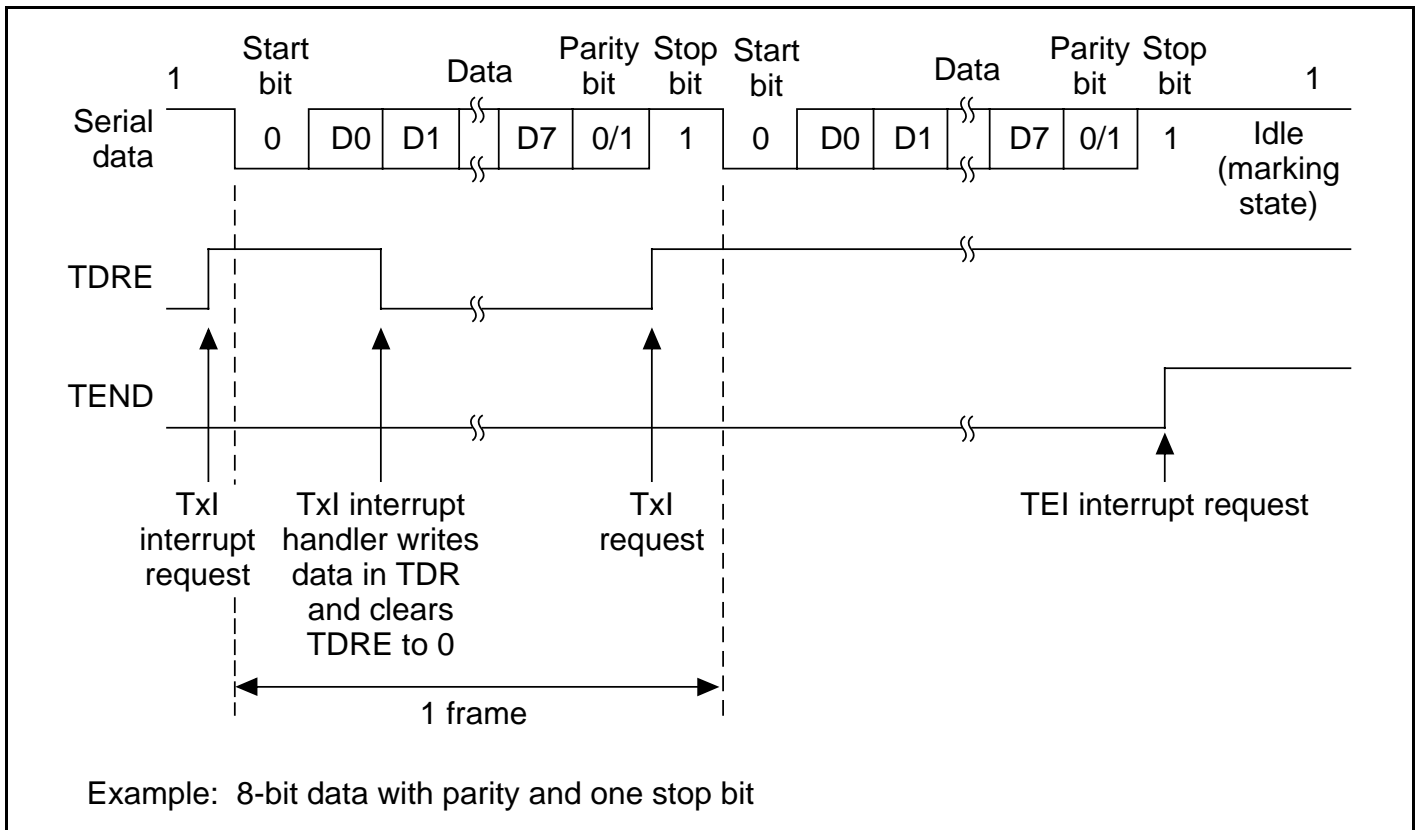 1
Start
bit
Data
Parity
bit
Stop
bit
Start
bit
Data
Parity
bit
Stop
bit
1
Serial
data
0
D0
D1
D7
0/1
1
0
D0
D1
D7
0/1
1
Idle
(marking
state)
TDRE
TEND
TxI
interrupt
request
TxI interrupt
handler writes
data in TDR
and clears
TDRE to 0
TxI
request
TEI interrupt request
1 frame
Example: 8-bit data with parity and one stop bit